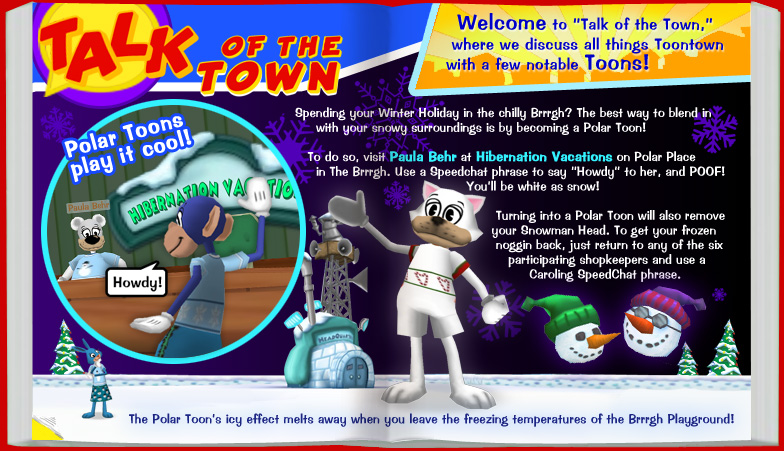 TALK
OF THE
TOWN
Welcome to "Talk of the Town,"
where we discuss all things Toontown
with a few notable Toons!
Polar Toons
play it cool!
HIBERNATION VACATIO
Paula Behr
Howdy!
Spending your Winter Holiday in the chilly Brrrgh? The best way to blend in
with your snowy surroundings is by becoming a Polar Toon!
To do so, visit Paula Behr at Hibernation Vacations on Polar Place
in The Brrrgh. Use a Speedchat phrase to say "Howdy" to her, and POOF!
You'll be white as snow!
Turning into a Polar Toon will also remove
your Snowman Head. To get your frozen
noggin back, just return to any of the six
participating shopkeepers and use a
Caroling SpeedChat phrase.
The Polar Toon's icy effect melts away when you leave the freezing temperatures of the Brrrgh Playground!